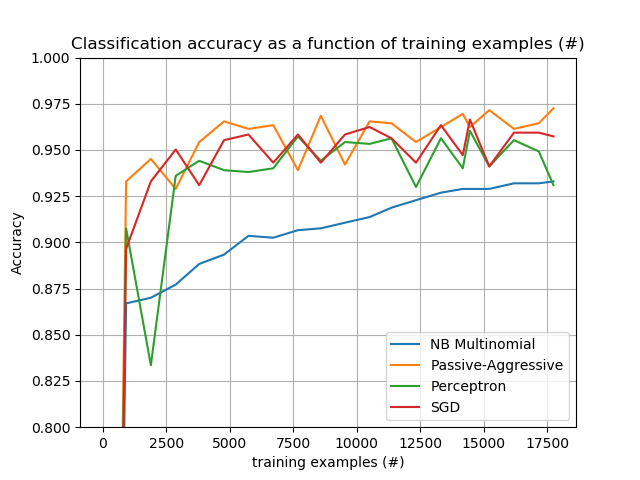 Classification accuracy as a function of training examples (#)
1.000
0.975
0.950
0.925
0.900
0.875
0.850
0.825
0.800
Accuracy
NB Multinomial
Passive-Aggressive
Perceptron
SGD
0 2500 5000 7500 10000 12500 15000 17500
training examples (#)